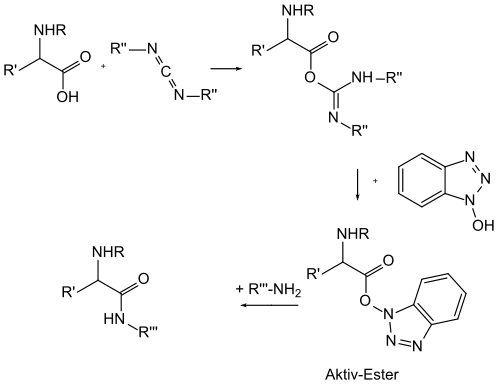 NHR
NHR
R'
O
OH
+
R''
N
C
N
R''
R'
O
O
NH
R''
N
R''
+
N
N
N
OH
NHR
R'
O
O
N
N
N
Aktiv-Ester
+ R'''-NH2
NHR
R'
O
HN
R'''